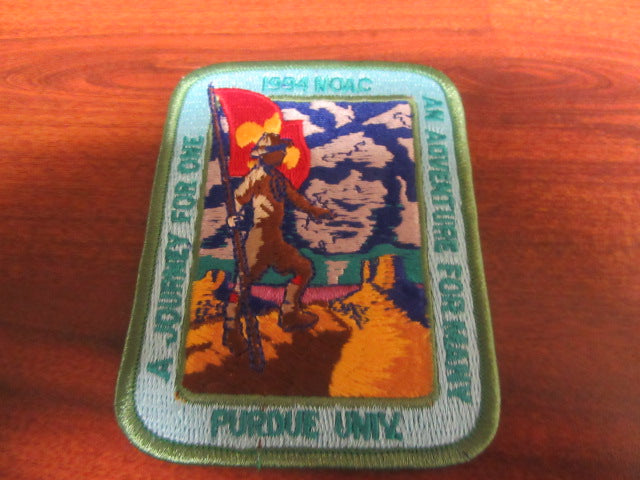 1994 NOAC
A JOURNEY FOR ONE
AN ADVENTURE FOR MANY
F
PURDUE UNIV.